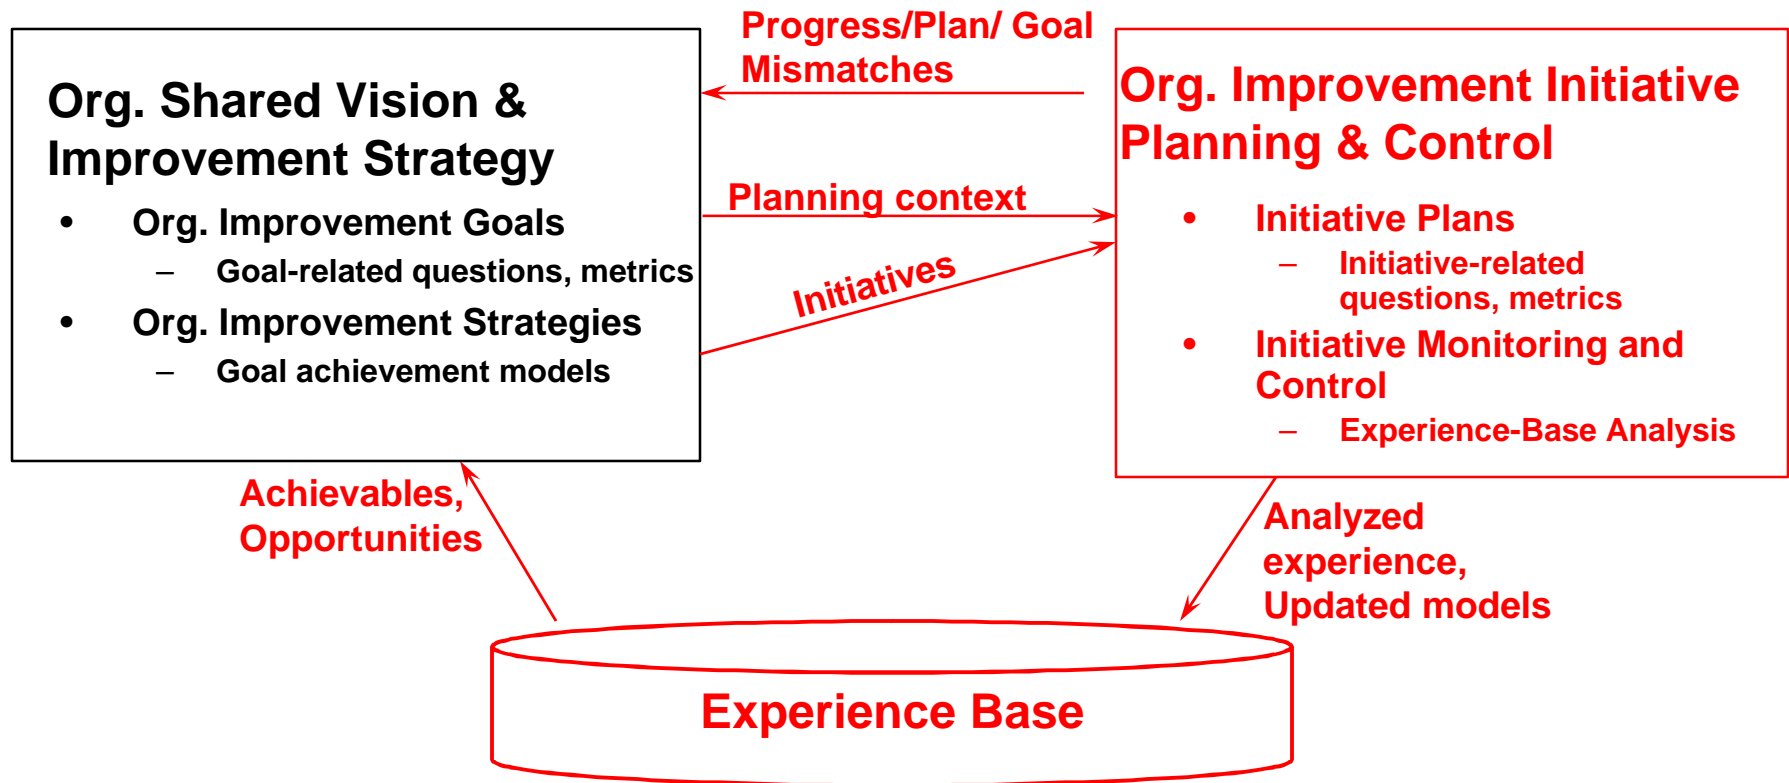 Progress/Plan/ Goal
Mismatches
Org. Shared Vision &
Improvement Strategy
• Org. Improvement Goals
– Goal-related questions, metrics
• Org. Improvement Strategies
– Goal achievement models
Planning context
Initiatives
Org. Improvement Initiative
Planning & Control
• Initiative Plans
– Initiative-related
questions, metrics
• Initiative Monitoring and
Control
– Experience-Base Analysis
Achievables,
Opportunities
Analyzed
experience,
Updated models
Experience Base